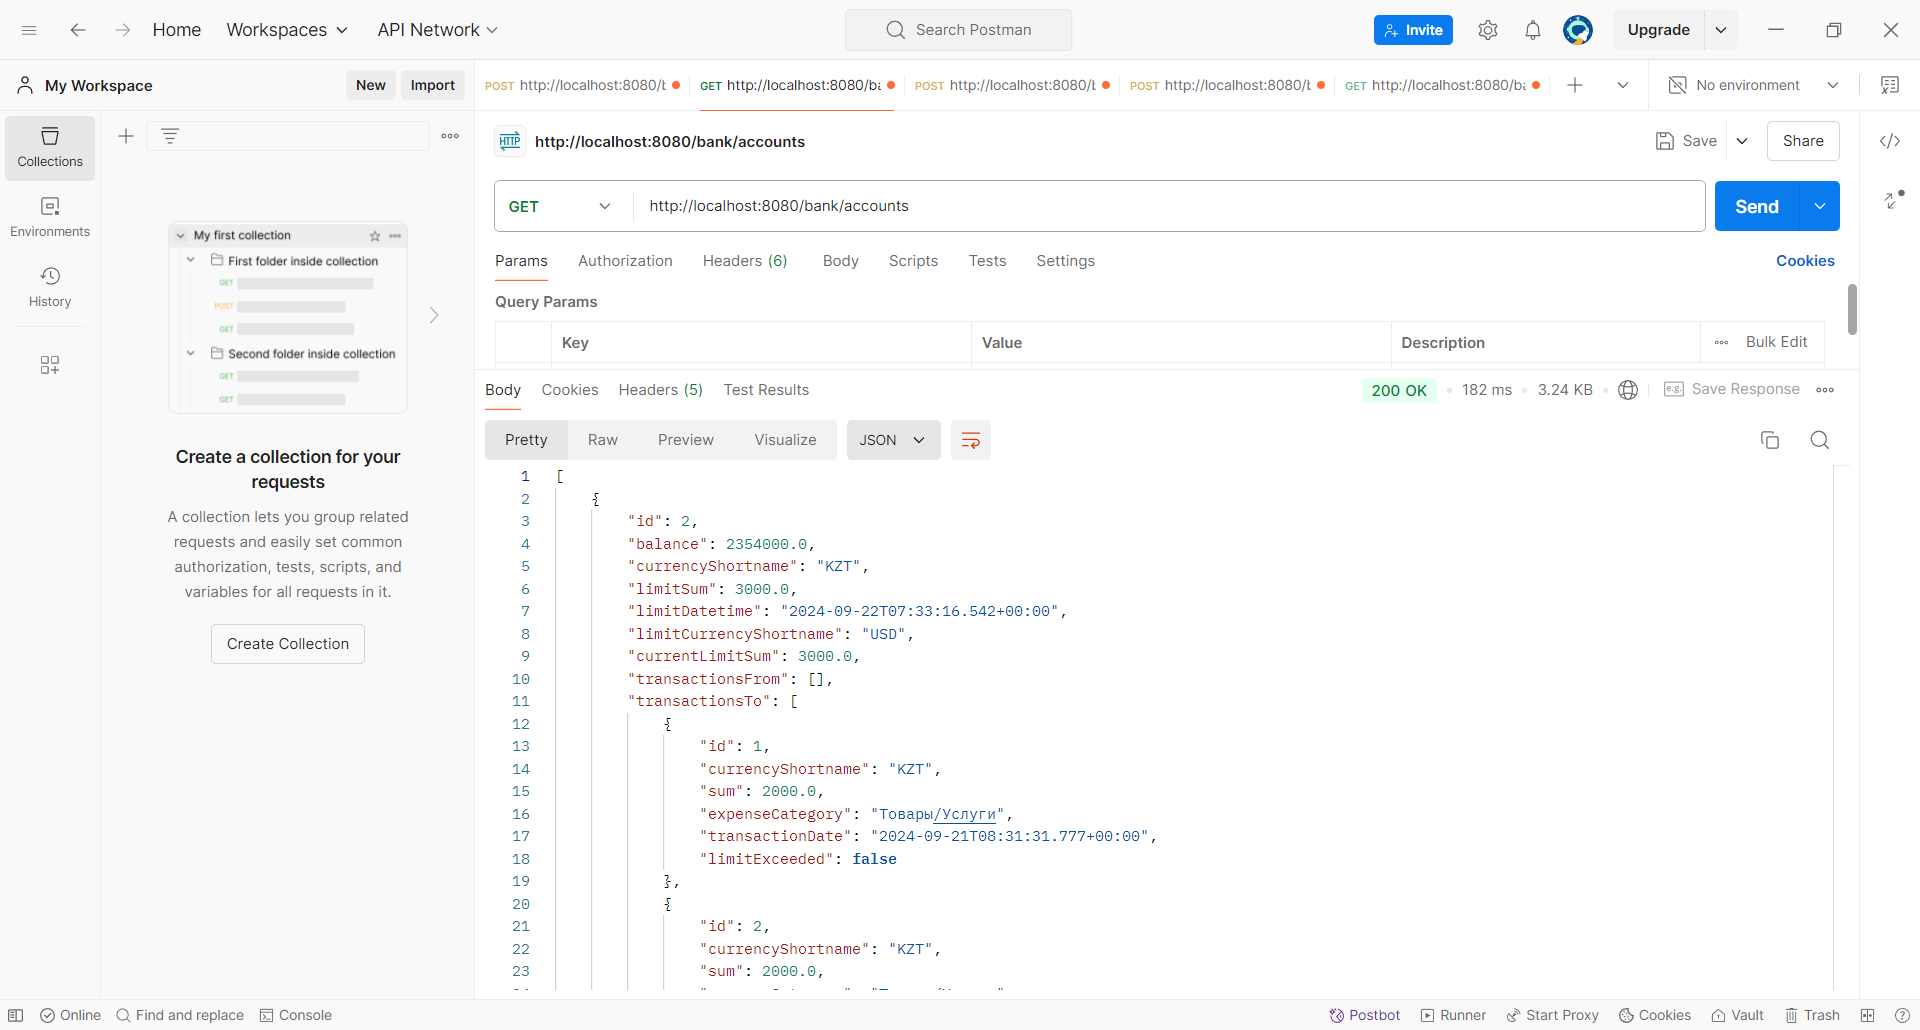 Home
Workspaces
API Network
Search Postman
Invite
Upgrade
My Workspace
New
Import
POST http://localhost:8080/b
GET http://localhost:8080/ba
POST http://localhost:8080/b
POST http://localhost:8080/b
GET http://localhost:8080/ba
No environment
Collections
Environments
History
My first collection
First folder inside collection
GET
POST
GET
Second folder inside collection
GET
GET
Create a collection for your
requests
A collection lets you group related
requests and easily set common
authorization, tests, scripts, and
variables for all requests in it.
Create Collection
HTTP
http://localhost:8080/bank/accounts
Save
Share
GET
http://localhost:8080/bank/accounts
Send
Params
Authorization
Headers (6)
Body
Scripts
Tests
Settings
Cookies
Query Params
Key
Value
Description
Bulk Edit
Body
Cookies
Headers (5)
Test Results
200 OK
182 ms
3.24 KB
e.g.
Save Response
Pretty
Raw
Preview
Visualize
JSON
1 [
2 {
3 "id": 2,
4 "balance": 2354000.0,
5 "currencyShortname": "KZT",
6 "limitSum": 3000.0,
7 "limitDatetime": "2024-09-22T07:33:16.542+00:00",
8 "limitCurrencyShortname": "USD",
9 "currentLimitSum": 3000.0,
10 "transactionsFrom": [],
11 "transactionsTo": [
12 {
13 "id": 1,
14 "currencyShortname": "KZT",
15 "sum": 2000.0,
16 "expenseCategory": "Товары/Услуги",
17 "transactionDate": "2024-09-21T08:31:31.777+00:00",
18 "limitExceeded": false
19 },
20 {
21 "id": 2,
22 "currencyShortname": "KZT",
23 "sum": 2000.0,
Online
Find and replace
Console
Postbot
Runner
Start Proxy
Cookies
Vault
Trash